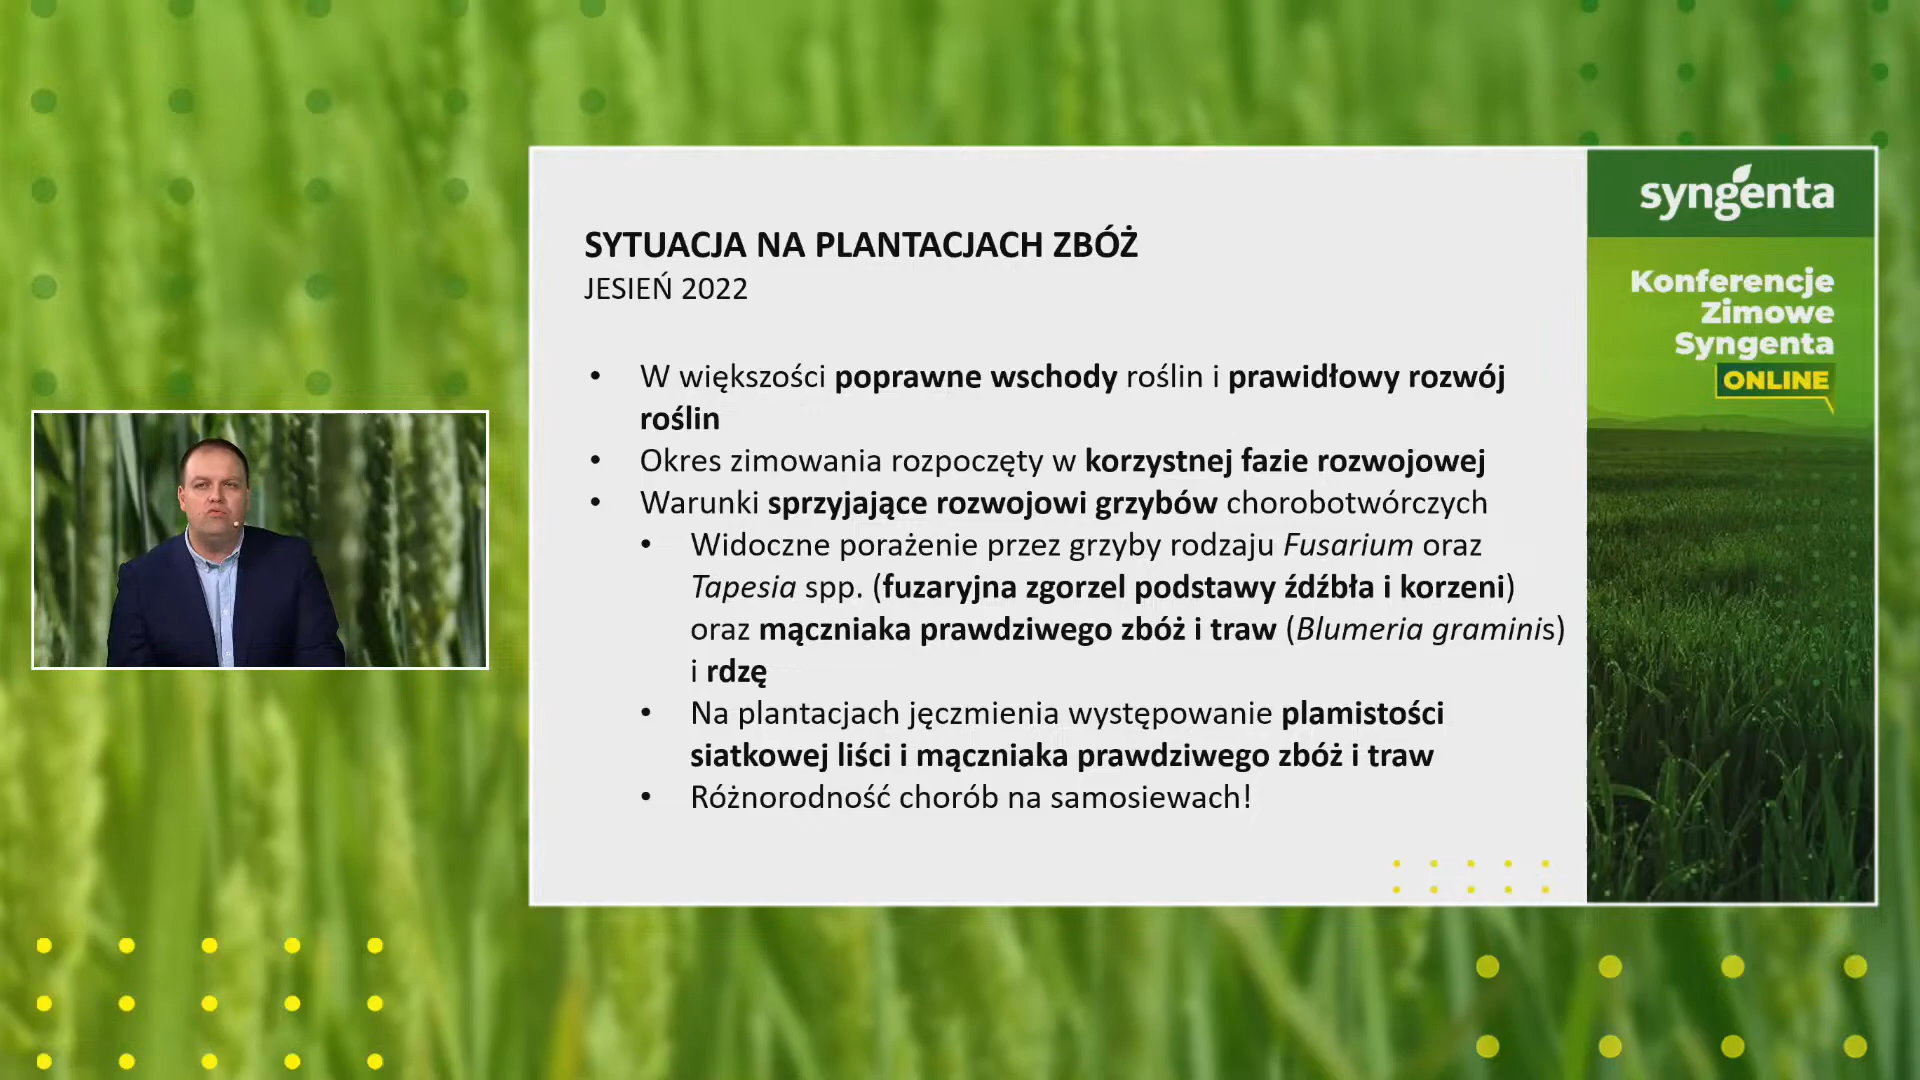 SYTUACJA NA PLANTACJACH ZBÓŻ
JESIEŃ 2022
• W większości poprawne wschody roślin i prawidłowy rozwój
roślin
• Okres zimowania rozpoczęty w korzystnej fazie rozwojowej
• Warunki sprzyjające rozwojowi grzybów chorobotwórczych
• Widoczne porażenie przez grzyby rodzaju Fusarium oraz
Tapesia spp. (fuzaryjna zgorzel podstawy źdźbła i korzeni)
oraz mączniaka prawdziwego zbóż i traw (Blumeria graminis)
i rdzę
• Na plantacjach jęczmienia występowanie plamistości
siatkowej liści i mączniaka prawdziwego zbóż i traw
• Różnorodność chorób na samosiewach!
syngenta
Konferencje
Zimowe
Syngenta
ONLINE